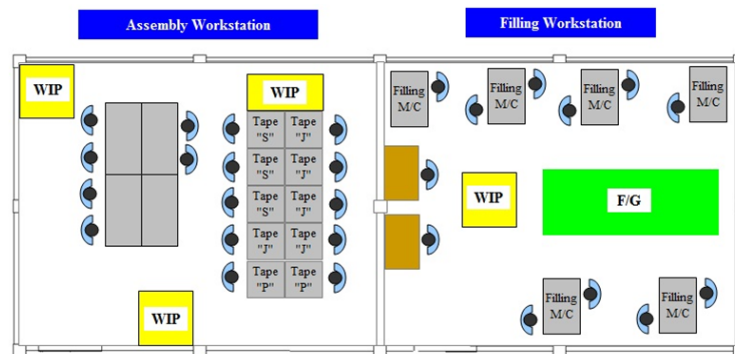 Assembly Workstation
Filling Workstation
WIP
WIP
Tape "S"
Tape "J"
Tape "S"
Tape "J"
Tape "S"
Tape "J"
Tape "J"
Tape "J"
Tape "P"
Tape "P"
WIP
Filling M/C
Filling M/C
Filling M/C
Filling M/C
WIP
F/G
Filling M/C
Filling M/C